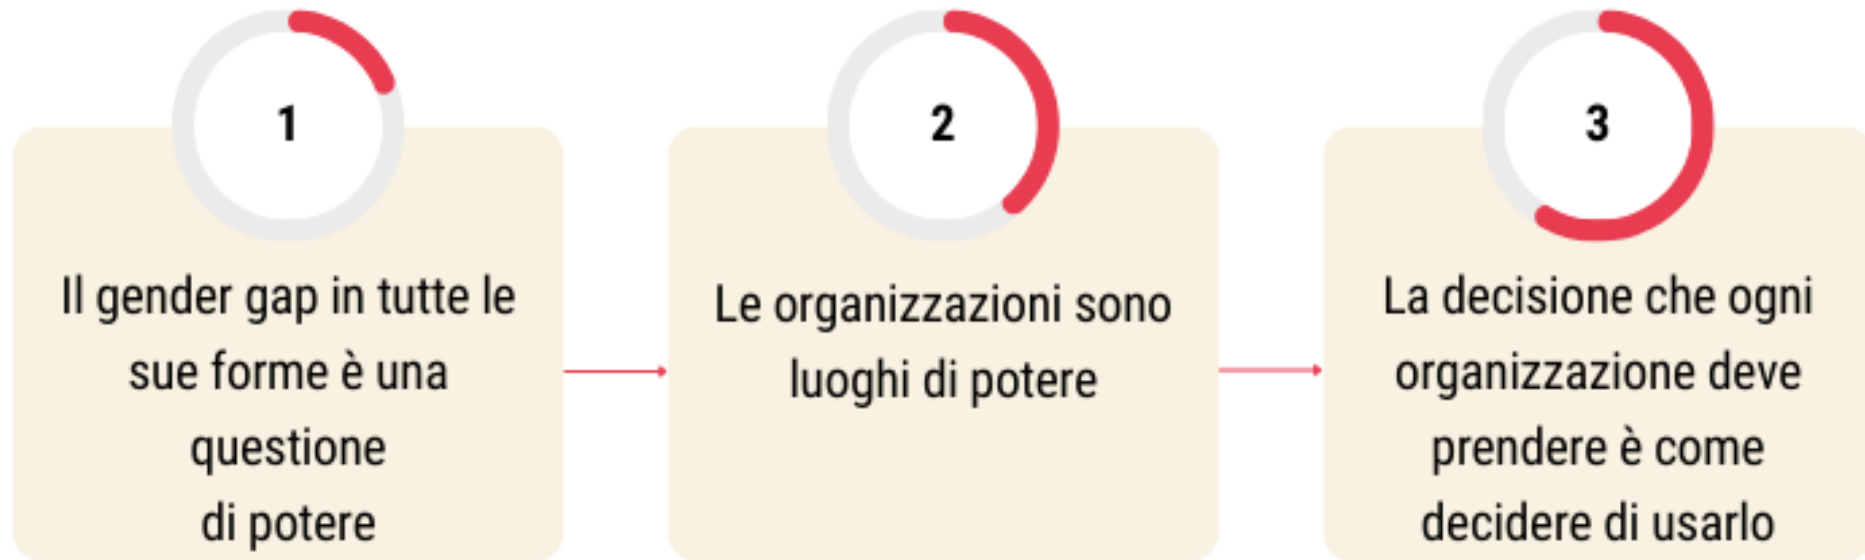 1
Il gender gap in tutte le
sue forme è una
questione
di potere
2
Le organizzazioni sono
luoghi di potere
3
La decisione che ogni
organizzazione deve
prendere è come
decidere di usarlo